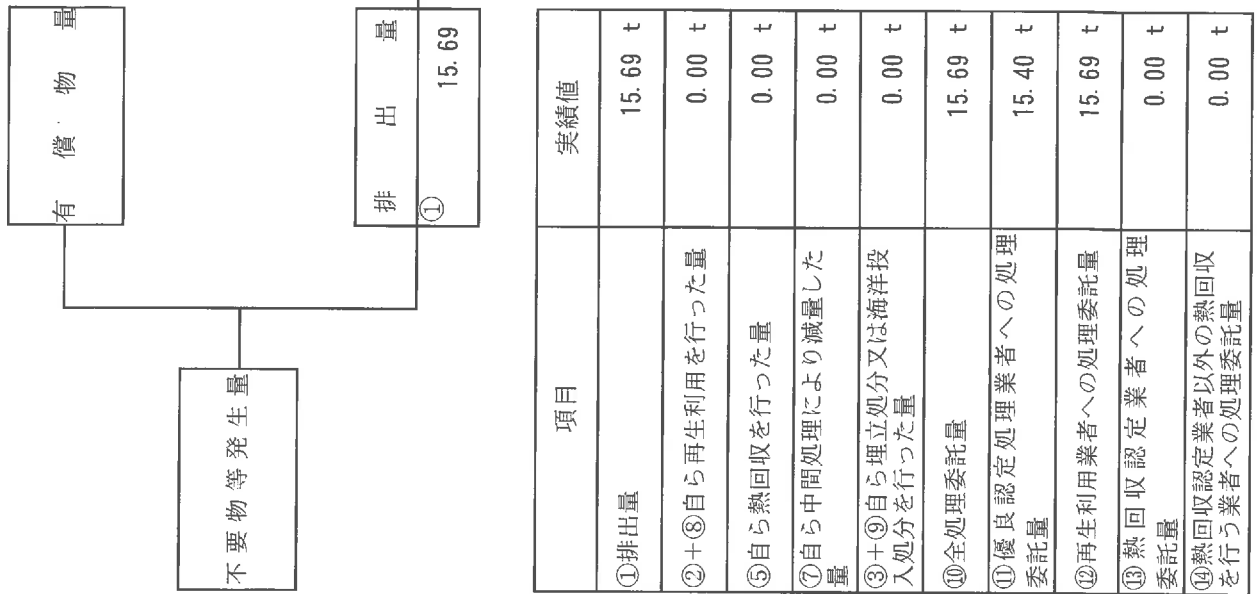 有償物量
不要物等発生量
排出量
① 15.69
項目 実績値
①排出量 15.69 t
②+⑧自ら再生利用を行った量 0.00 t
⑤自ら熱回収を行った量 0.00 t
⑦自ら中間処理により減量した
量 0.00 t
③+⑨自ら埋立処分又は海洋投
入処分を行った量 0.00 t
⑩全処理委託量 15.69 t
⑪優良認定処理業者への処理
委託量 15.40 t
⑫再生利用業者への処理委託量 15.69 t
⑬熱回収認定業者への処理
委託量 0.00 t
⑭熱回収認定業者以外の熱回収
を行う業者への処理委託量 0.00 t